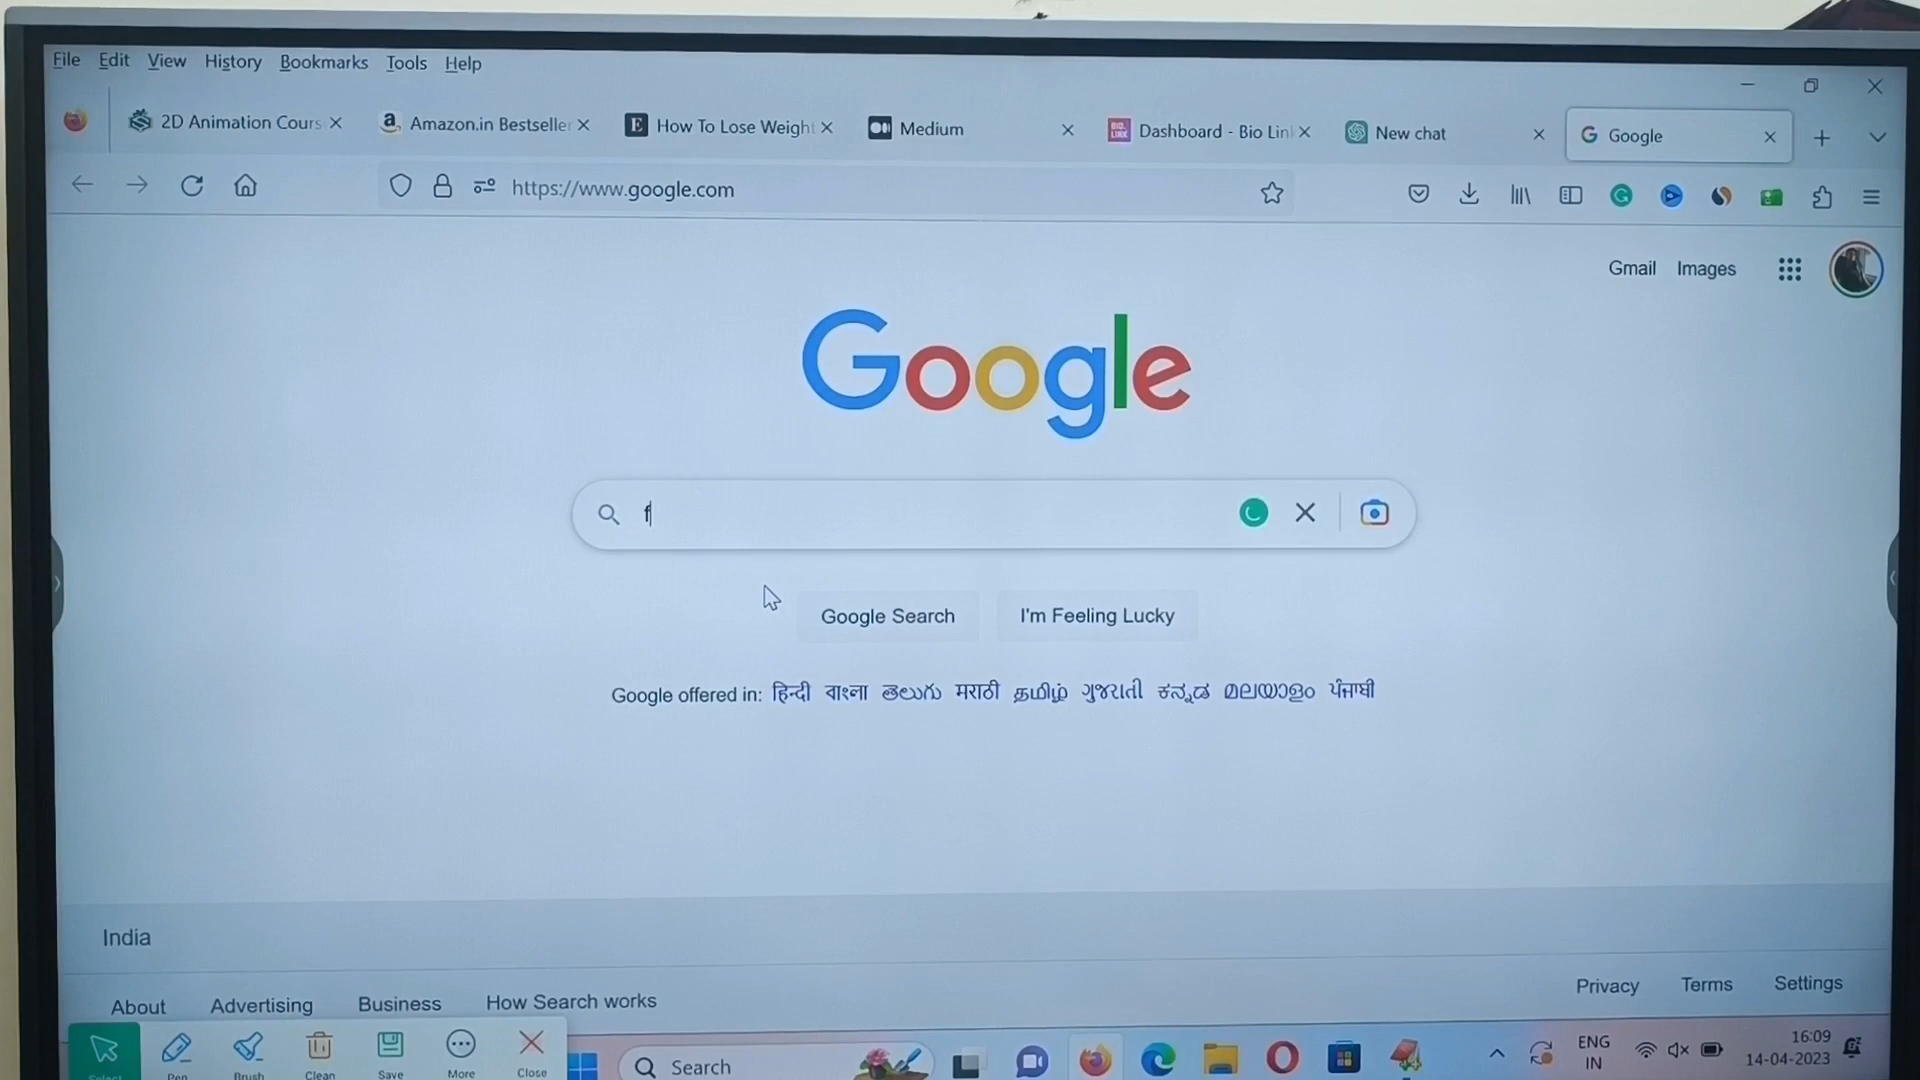 File Edit View History Bookmarks Tools Help
2D Animation Cours Amazon.in Bestseller E How To Lose Weight Medium BIO. LINK Dashboard - Bio Lin New chat Google
https://www.google.com
Gmail Images
Google
f
Google Search I'm Feeling Lucky
Google offered in: हिन्दी বাংলা తెలుగు मराठी தமிழ் ગુજરાતી ಕನ್ನಡ മലയാളം ਪੰਜਾਬੀ
India
About Advertising Business How Search works
Privacy Terms Settings
Select Pen Brush Clean Save More Close
Search
ENG
IN
16:09
14-04-2023